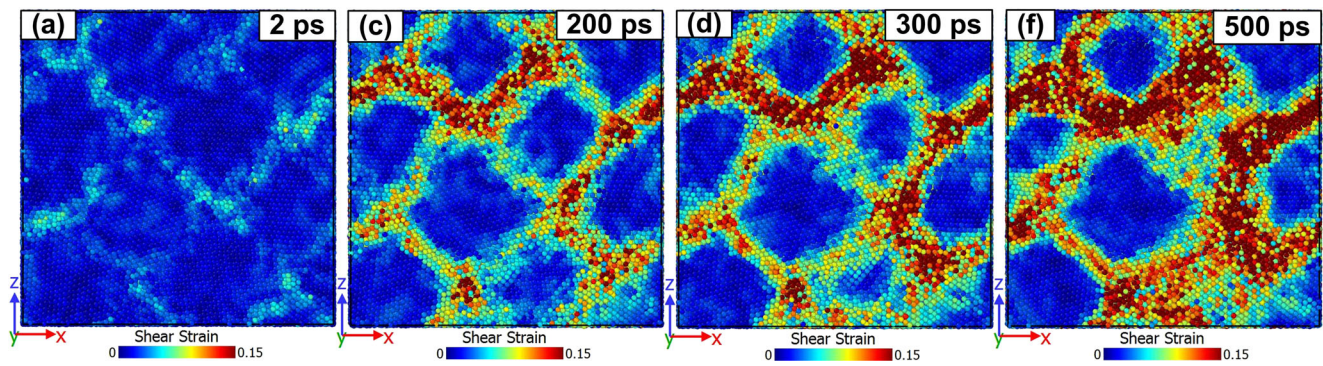 (a) 2 ps
z
y x
Shear Strain
0 0.15
(c) 200 ps
z
y x
Shear Strain
0 0.15
(d) 300 ps
z
y x
Shear Strain
0 0.15
(f) 500 ps
z
y x
Shear Strain
0 0.15